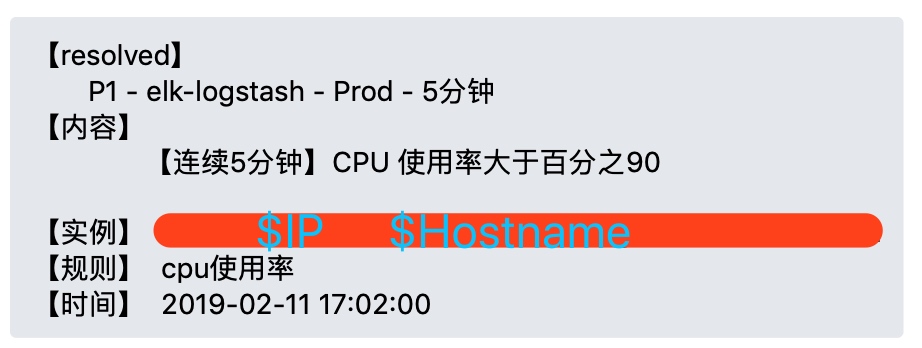 【resolved】
P1 - elk-logstash - Prod - 5分钟
【内容】
【连续5分钟】CPU 使用率大于百分之90
【实例】 $IP $Hostname
【规则】 cpu使用率
【时间】 2019-02-11 17:02:00